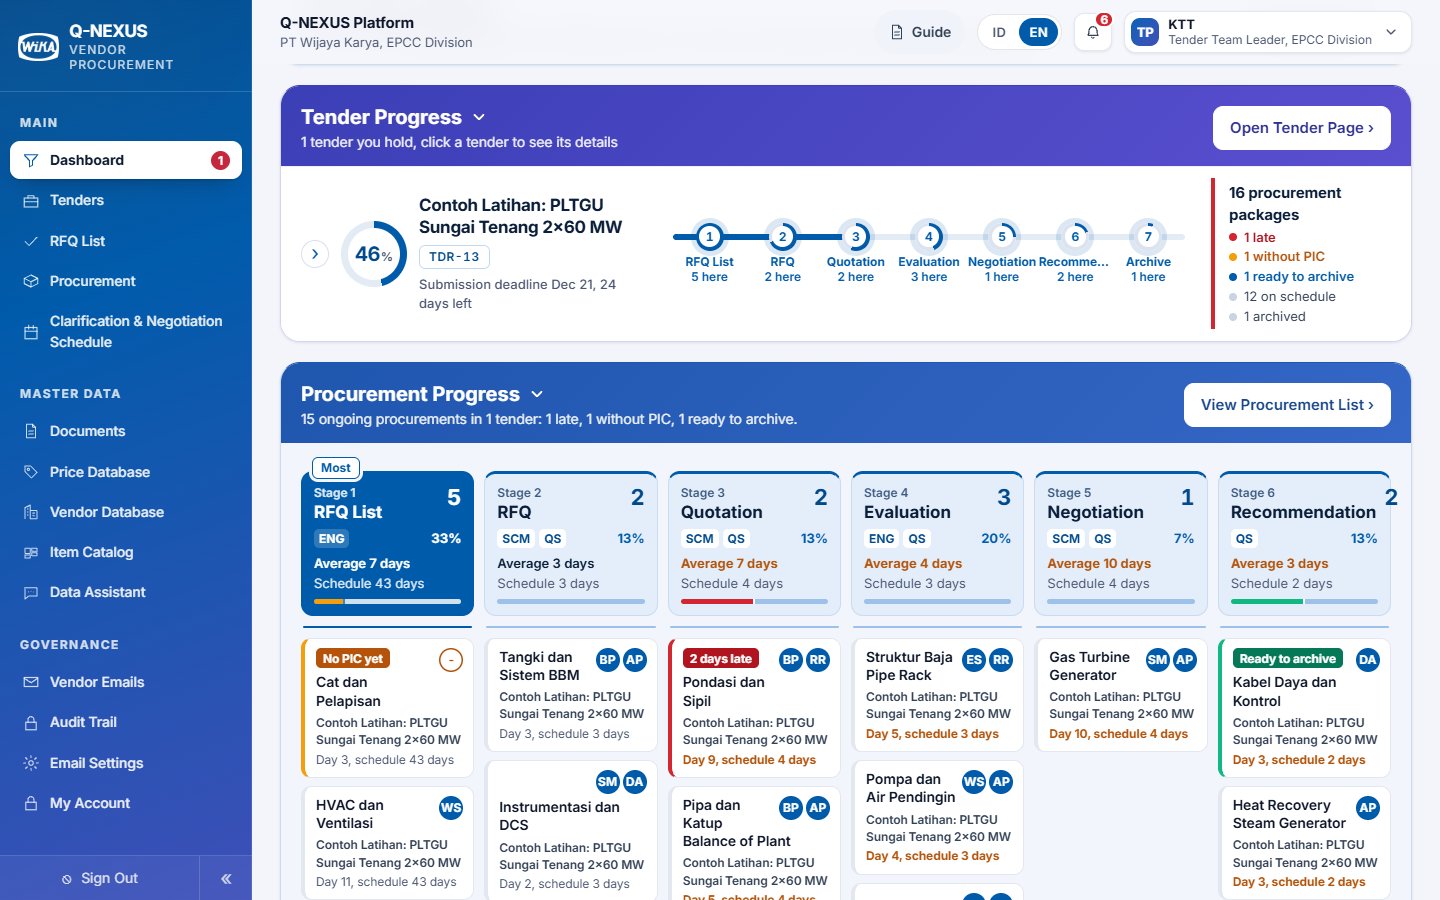 WIKA
Q-NEXUS
VENDOR
PROCUREMENT
MAIN
Dashboard
1
Tenders
RFQ List
Procurement
Clarification & Negotiation
Schedule
MASTER DATA
Documents
Price Database
Vendor Database
Item Catalog
Data Assistant
GOVERNANCE
Vendor Emails
Audit Trail
Email Settings
My Account
Sign Out
«
Q-NEXUS Platform
PT Wijaya Karya, EPCC Division
Guide
ID
EN
6
TP
KTT
Tender Team Leader, EPCC Division
Tender Progress
1 tender you hold, click a tender to see its details
Open Tender Page ›
46%
Contoh Latihan: PLTGU
Sungai Tenang 2×60 MW
TDR-13
Submission deadline Dec 21, 24
days left
1
RFQ List
5 here
2
RFQ
2 here
3
Quotation
2 here
4
Evaluation
3 here
5
Negotiation
1 here
6
Recomme...
2 here
7
Archive
1 here
16 procurement
packages
1 late
1 without PIC
1 ready to archive
12 on schedule
1 archived
Procurement Progress
15 ongoing procurements in 1 tender: 1 late, 1 without PIC, 1 ready to archive.
View Procurement List ›
Most
Stage 1
RFQ List
5
ENG
33%
Average 7 days
Schedule 43 days
Stage 2
RFQ
2
SCM QS
13%
Average 3 days
Schedule 3 days
Stage 3
Quotation
2
SCM QS
13%
Average 7 days
Schedule 4 days
Stage 4
Evaluation
3
ENG QS
20%
Average 4 days
Schedule 3 days
Stage 5
Negotiation
1
SCM QS
7%
Average 10 days
Schedule 4 days
Stage 6
Recommendation
2
QS
13%
Average 3 days
Schedule 2 days
No PIC yet
-
Cat dan
Pelapisan
Contoh Latihan: PLTGU
Sungai Tenang 2×60 MW
Day 3, schedule 43 days
HVAC dan
Ventilasi
WS
Contoh Latihan: PLTGU
Sungai Tenang 2×60 MW
Day 11, schedule 43 days
Tangki dan
Sistem BBM
BP AP
Contoh Latihan: PLTGU
Sungai Tenang 2×60 MW
Day 3, schedule 3 days
SM DA
Instrumentasi dan
DCS
Contoh Latihan: PLTGU
Sungai Tenang 2×60 MW
Day 2, schedule 3 days
2 days late
BP RR
Pondasi dan
Sipil
Contoh Latihan: PLTGU
Sungai Tenang 2×60 MW
Day 9, schedule 4 days
Pipa dan
Katup
Balance of Plant
BP AP
Contoh Latihan: PLTGU
Sungai Tenang 2×60 MW
Day 5, schedule 4 days
Struktur Baja
Pipe Rack
ES RR
Contoh Latihan: PLTGU
Sungai Tenang 2×60 MW
Day 5, schedule 3 days
Pompa dan
Air Pendingin
WS AP
Contoh Latihan: PLTGU
Sungai Tenang 2×60 MW
Day 4, schedule 3 days
Gas Turbine
Generator
SM AP
Contoh Latihan: PLTGU
Sungai Tenang 2×60 MW
Day 10, schedule 4 days
Ready to archive
DA
Kabel Daya dan
Kontrol
Contoh Latihan: PLTGU
Sungai Tenang 2×60 MW
Day 3, schedule 2 days
Heat Recovery
Steam Generator
AP
Contoh Latihan: PLTGU
Sungai Tenang 2×60 MW
Day 3, schedule 2 days